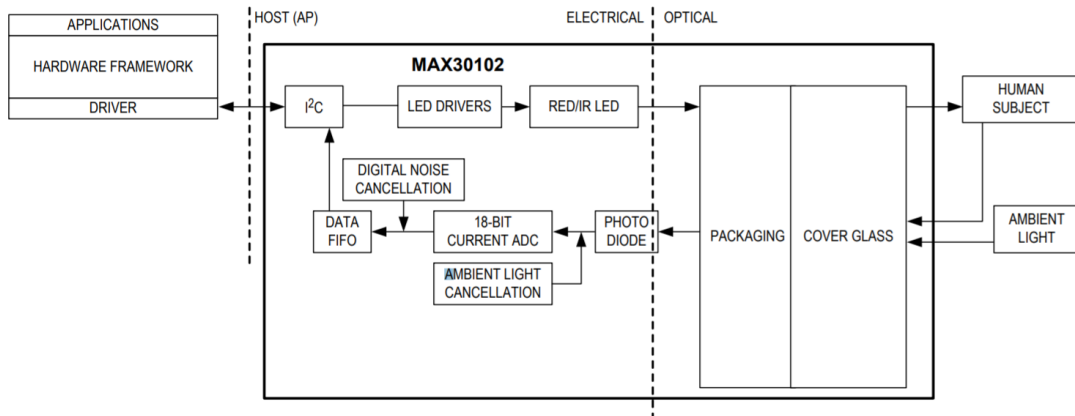 APPLICATIONS
HARDWARE FRAMEWORK
DRIVER
HOST (AP)
ELECTRICAL
OPTICAL
MAX30102
I²C
LED DRIVERS
RED/IR LED
HUMAN
SUBJECT
DIGITAL NOISE
CANCELLATION
DATA
FIFO
18-BIT
CURRENT ADC
PHOTO
DIODE
PACKAGING
COVER GLASS
AMBIENT
LIGHT
AMBIENT LIGHT
CANCELLATION